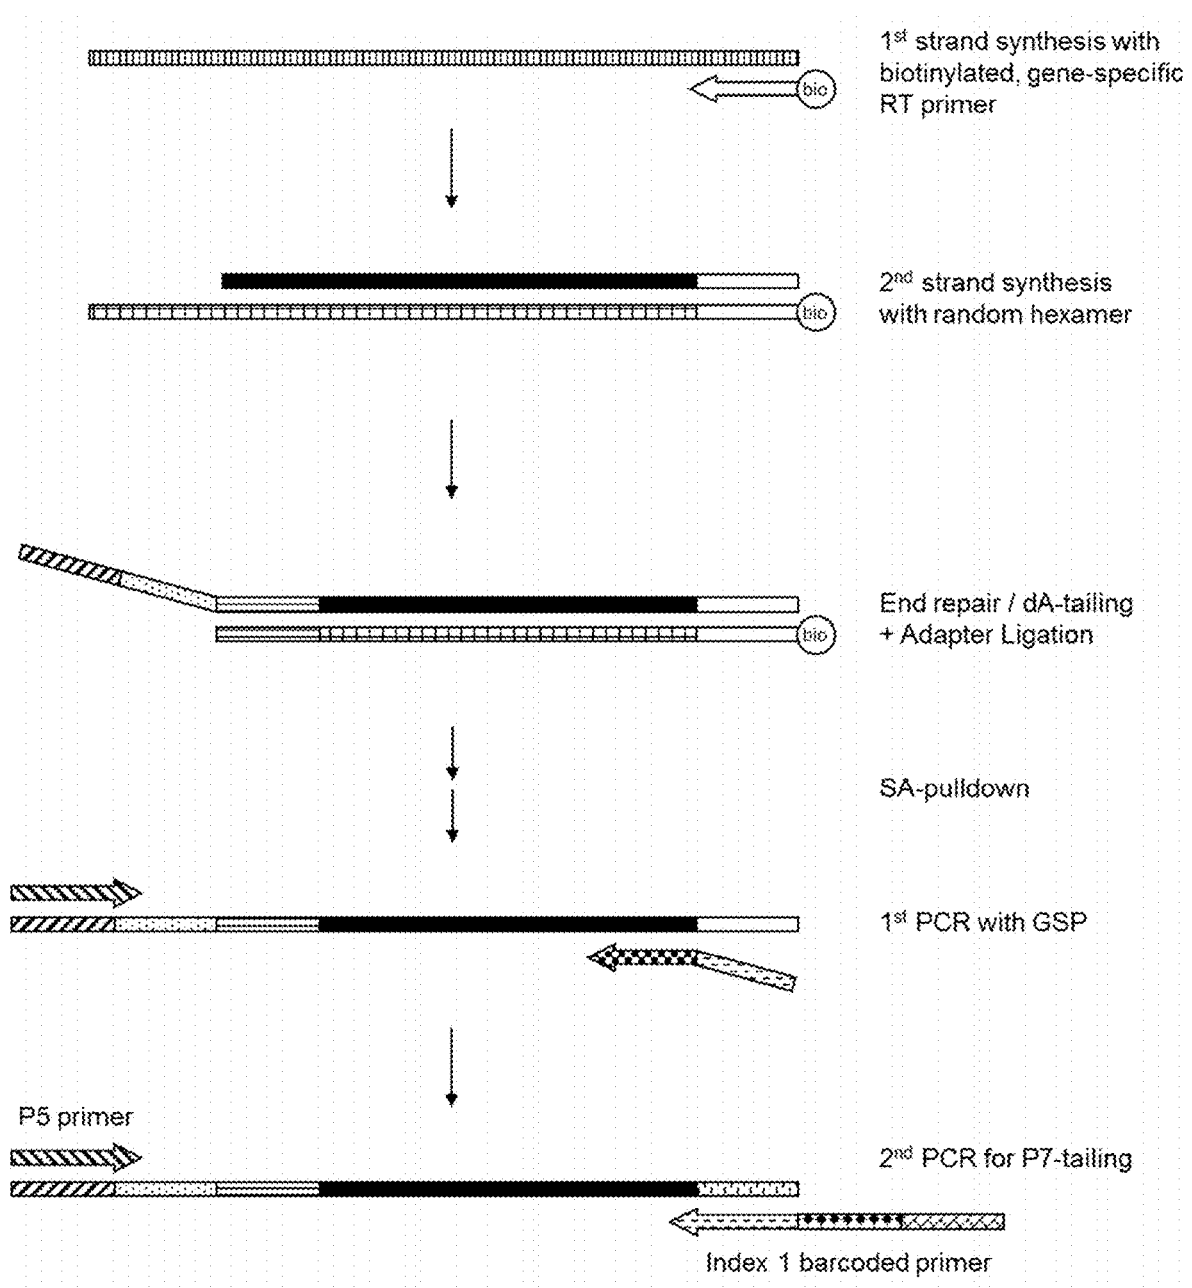 1st strand synthesis with
biotinylated, gene-specific
RT primer
bio
2nd strand synthesis
with random hexamer
bio
End repair / dA-tailing
+ Adapter Ligation
bio
SA-pulldown
1st PCR with GSP
P5 primer
2nd PCR for P7-tailing
Index 1 barcoded primer